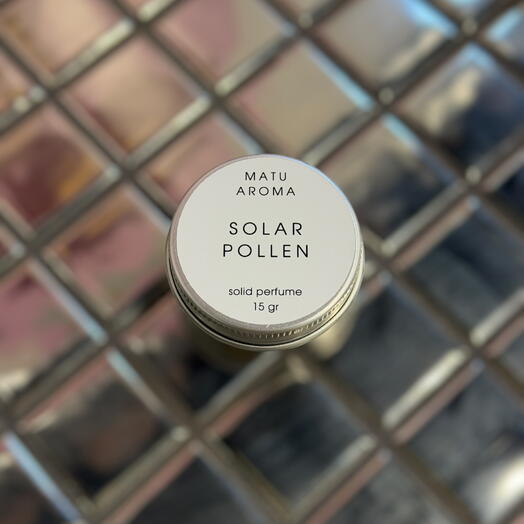 MATU
AROMA
SOLAR
POLLEN
solid perfume
15 gr